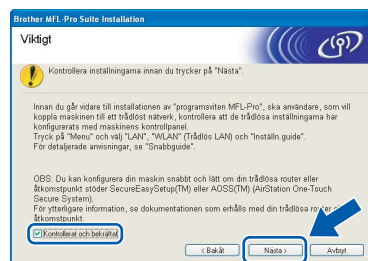 Brother MFL-Pro Suite Installation
Viktigt
Kontrollera inställningarna innan du trycker på "Nästa".
Innan du går vidare till installationen av "programsviten MFL-Pro", ska användare, som vill
koppla maskinen till ett trådlöst nätverk, kontrollera att de trådlösa inställningarna har
konfigurerats med maskinens kontrollpanel.
Tryck på "Menu" och välj "LAN", "WLAN" (Trådlös LAN) och "Inställn.guide".
För detaljerade anvisningar, se "Snabbguide".
OBS: Du kan konfigurera din maskin snabbt och lätt om din trådlösa router eller
åtkomstpunkt stöder SecureEasySetup(TM) eller AOSS(TM) (AirStation One-Touch
Secure System).
För ytterligare information, se dokumentationen som erhålls med din trådlösa router
åtkomstpunkt.
Kontrollerat och bekräftat
< Bakåt
Nästa >
Avbryt